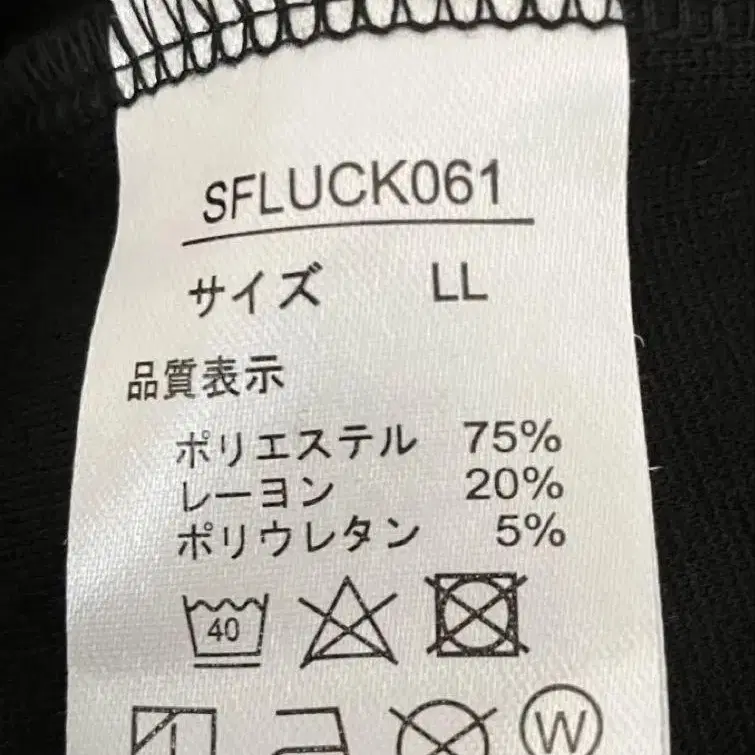 SFLUCK061
サイズ LL
品質表示
ポリエステル 75%
レーヨン 20%
ポリウレタン 5%
40
W